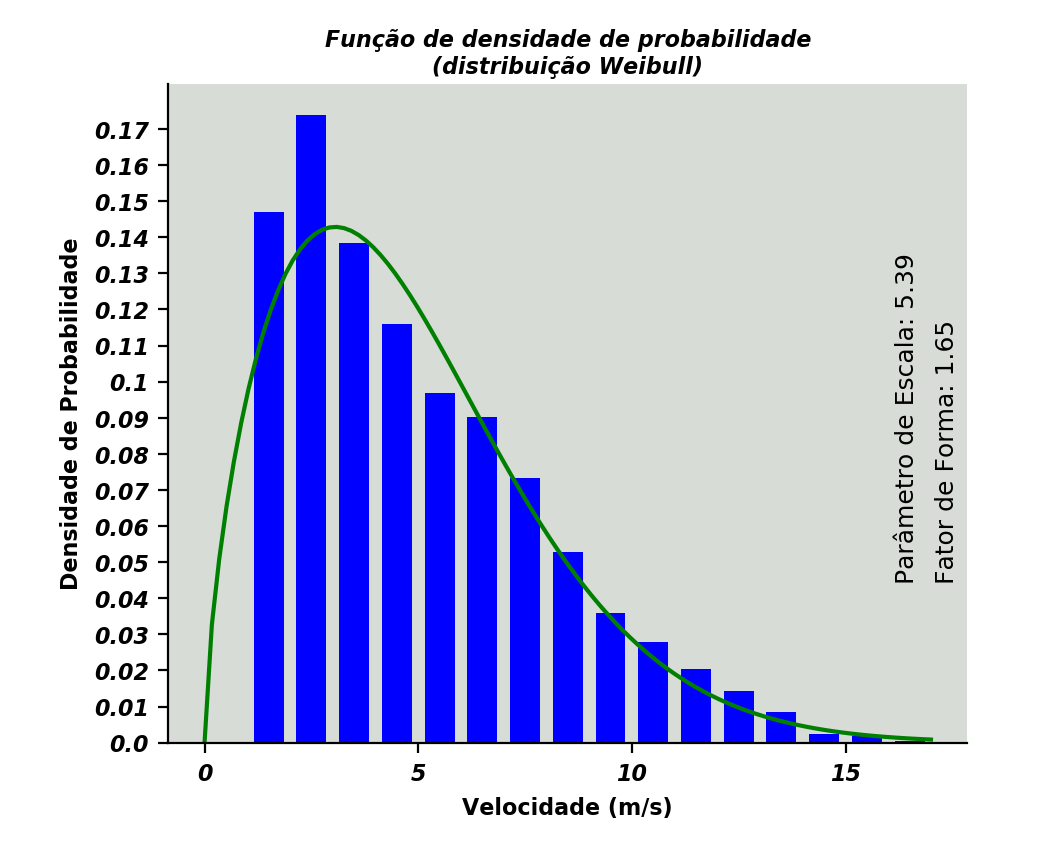 Função de densidade de probabilidade
(distribuição Weibull)
Densidade de Probabilidade
0.17
0.16
0.15
0.14
0.13
0.12
0.11
0.1
0.09
0.08
0.07
0.06
0.05
0.04
0.03
0.02
0.01
0.0
Parâmetro de Escala: 5.39
Fator de Forma: 1.65
0 5 10 15
Velocidade (m/s)